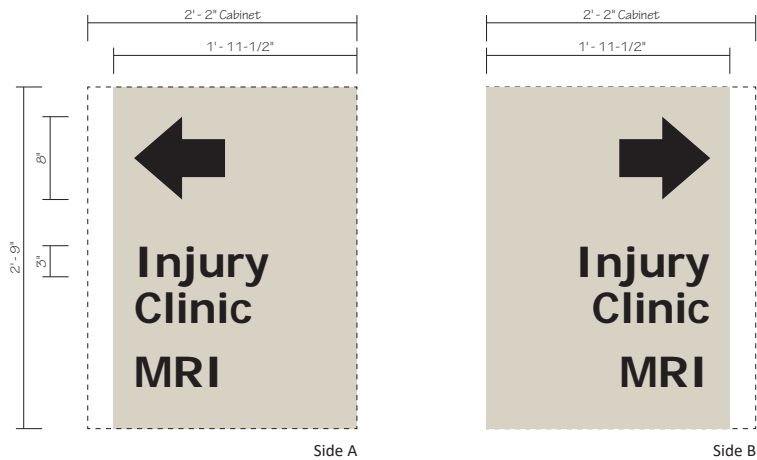 2' - 2" Cabinet
1' - 11-1/2"
2' - 9"
8"
3"
Injury
Clinic
MRI
Side A
2' - 2" Cabinet
1' - 11-1/2"
Injury
Clinic
MRI
Side B